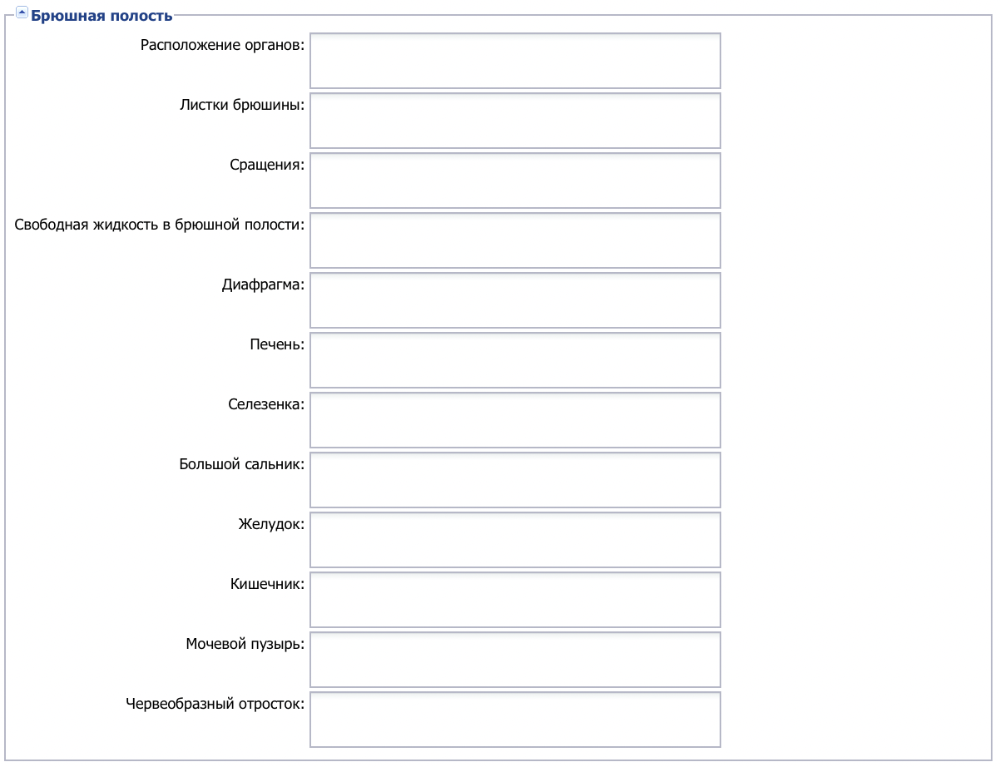 Брюшная полость
Расположение органов:
Листки брюшины:
Сращения:
Свободная жидкость в брюшной полости:
Диафрагма:
Печень:
Селезенка:
Большой сальник:
Желудок:
Кишечник:
Мочевой пузырь:
Червеобразный отросток: